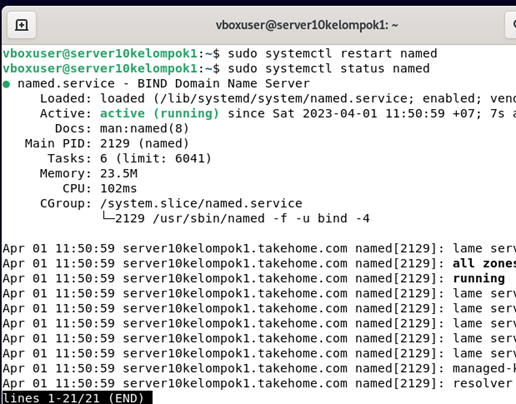 vboxuser@server10kelompok1: ~
vboxuser@server10kelompok1:~$ sudo systemctl restart named
vboxuser@server10kelompok1:~$ sudo systemctl status named
● named.service - BIND Domain Name Server
Loaded: loaded (/lib/systemd/system/named.service; enabled; vend
Active: active (running) since Sat 2023-04-01 11:50:59 +07; 7s a
Docs: man:named(8)
Main PID: 2129 (named)
Tasks: 6 (limit: 6041)
Memory: 23.5M
CPU: 102ms
CGroup: /system.slice/named.service
└─2129 /usr/sbin/named -f -u bind -4
Apr 01 11:50:59 server10kelompok1.takehome.com named[2129]: lame serv
Apr 01 11:50:59 server10kelompok1.takehome.com named[2129]: all zones
Apr 01 11:50:59 server10kelompok1.takehome.com named[2129]: running
Apr 01 11:50:59 server10kelompok1.takehome.com named[2129]: lame serv
Apr 01 11:50:59 server10kelompok1.takehome.com named[2129]: lame serv
Apr 01 11:50:59 server10kelompok1.takehome.com named[2129]: lame serv
Apr 01 11:50:59 server10kelompok1.takehome.com named[2129]: lame serv
Apr 01 11:50:59 server10kelompok1.takehome.com named[2129]: managed-k
Apr 01 11:50:59 server10kelompok1.takehome.com named[2129]: resolver
lines 1-21/21 (END)